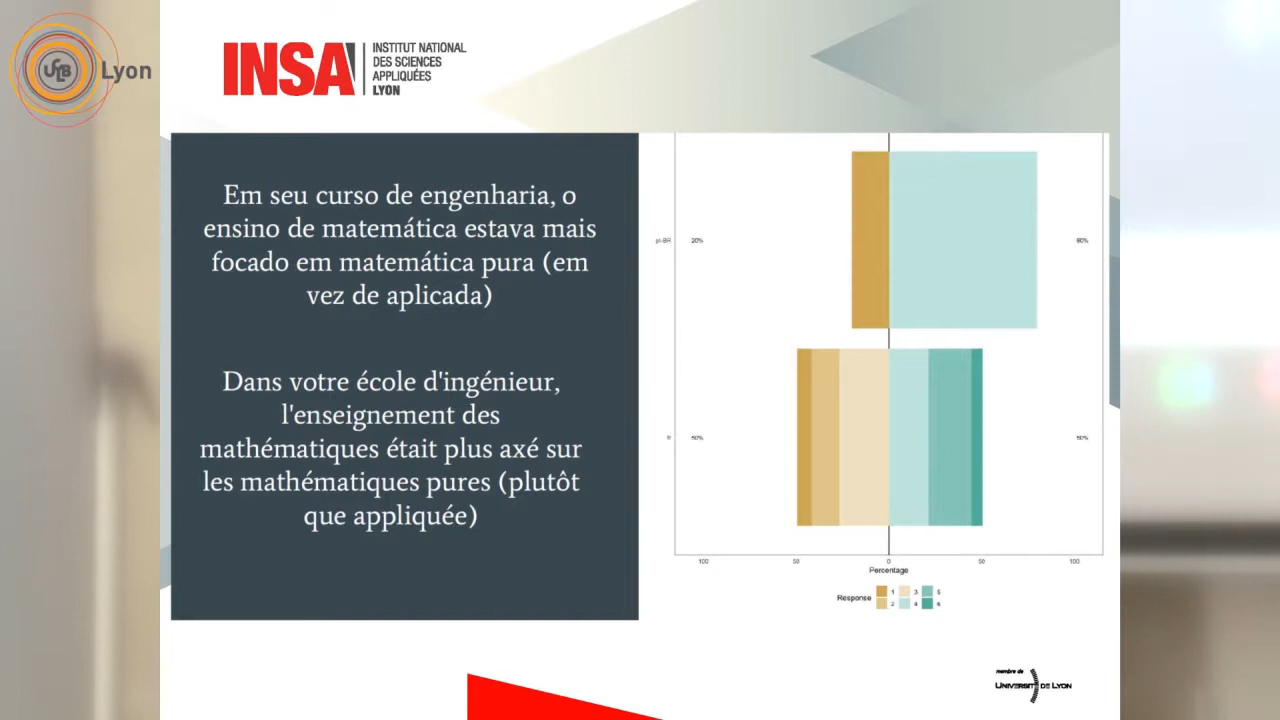 USLB
Lyon
INSA
INSTITUT NATIONAL
DES SCIENCES
APPLIQUÉES
LYON
Em seu curso de engenharia, o
ensino de matemática estava mais
focado em matemática pura (em
vez de aplicada)
Dans votre école d'ingénieur,
l'enseignement des
mathématiques était plus axé sur
les mathématiques pures (plutôt
que appliquée)
pt-BR 20% 80%
fr 50% 50%
100 50 0 50 100
Percentage
Response 1 3 5
2 4 6
membre de
UNIVERSITÉ DE LYON